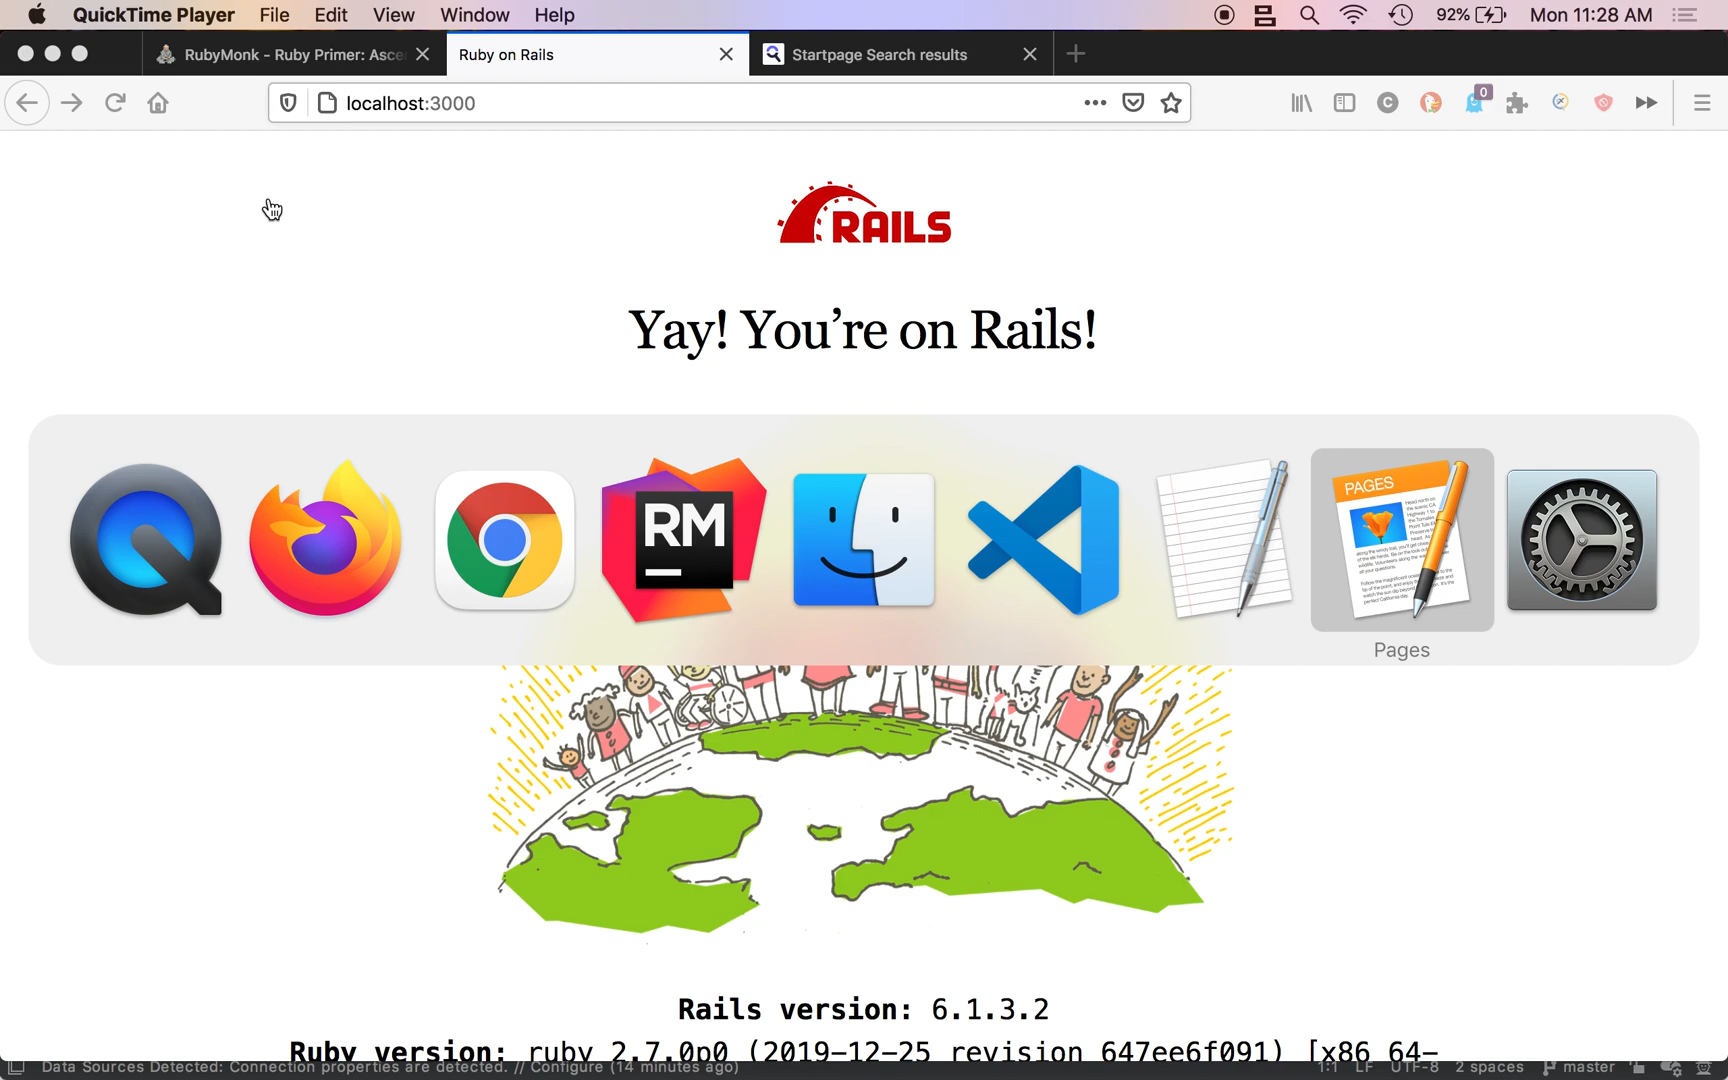 QuickTime Player File Edit View Window Help 92% Mon 11:28 AM
RubyMonk - Ruby Primer: Asce Ruby on Rails Startpage Search results
localhost:3000 C 0
RAILS
Yay! You’re on Rails!
RM
PAGES
Pages
Rails version: 6.1.3.2
Ruby version: ruby 2.7.0p0 (2019-12-25 revision 647ee6f091) [x86_64-
Data Sources Detected: Connection properties are detected. // Configure (14 minutes ago) 1:1 LF UTF-8 2 spaces master